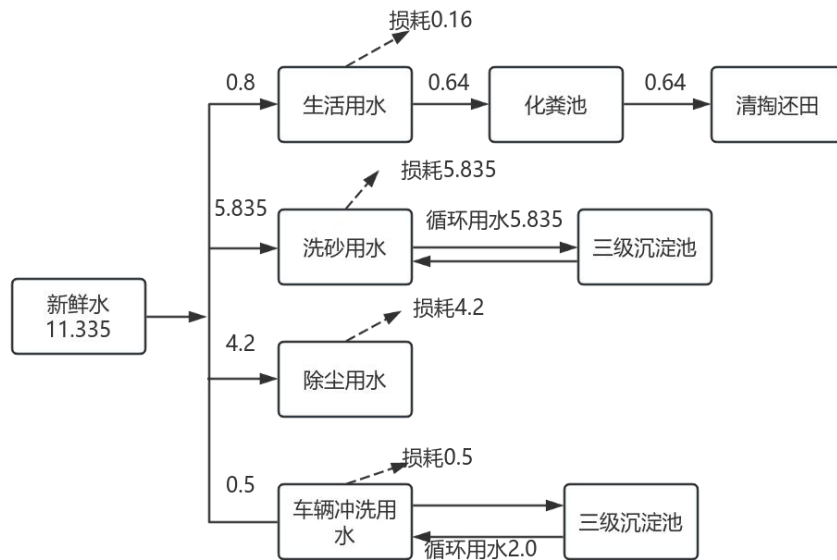 损耗0.16
0.8
生活用水
0.64
化粪池
0.64
清掏还田
损耗5.835
5.835
洗砂用水
循环用水5.835
三级沉淀池
新鲜水
11.335
损耗4.2
4.2
除尘用水
损耗0.5
0.5
车辆冲洗用
水
循环用水2.0
三级沉淀池